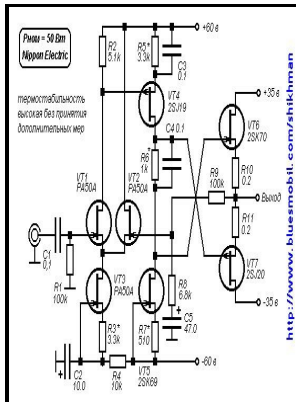 Рном = 50 Вт
Nippon Electric
термостабильность
высокая без принятия
дополнительных мер
+60 в
R2
5.1k
R5*
3.3k
C3
0.1
VT4
2SJ19
+35 в
R6*
1k
C4 0.1
VT6
2SK70
VT1
PA50A
VT2
PA50A
R9
100k
R10
0.2
Выход
R11
0.2
C1
0,1
R1
100k
VT3
PA50A
R8
6.8k
VT7
2SJ20
C5
47.0
-35 в
R3*
3.3k
R7*
510
-60 в
C2
10.0
R4
10k
VT5
2SK69
http://www.bluesmobil.com/shikhman